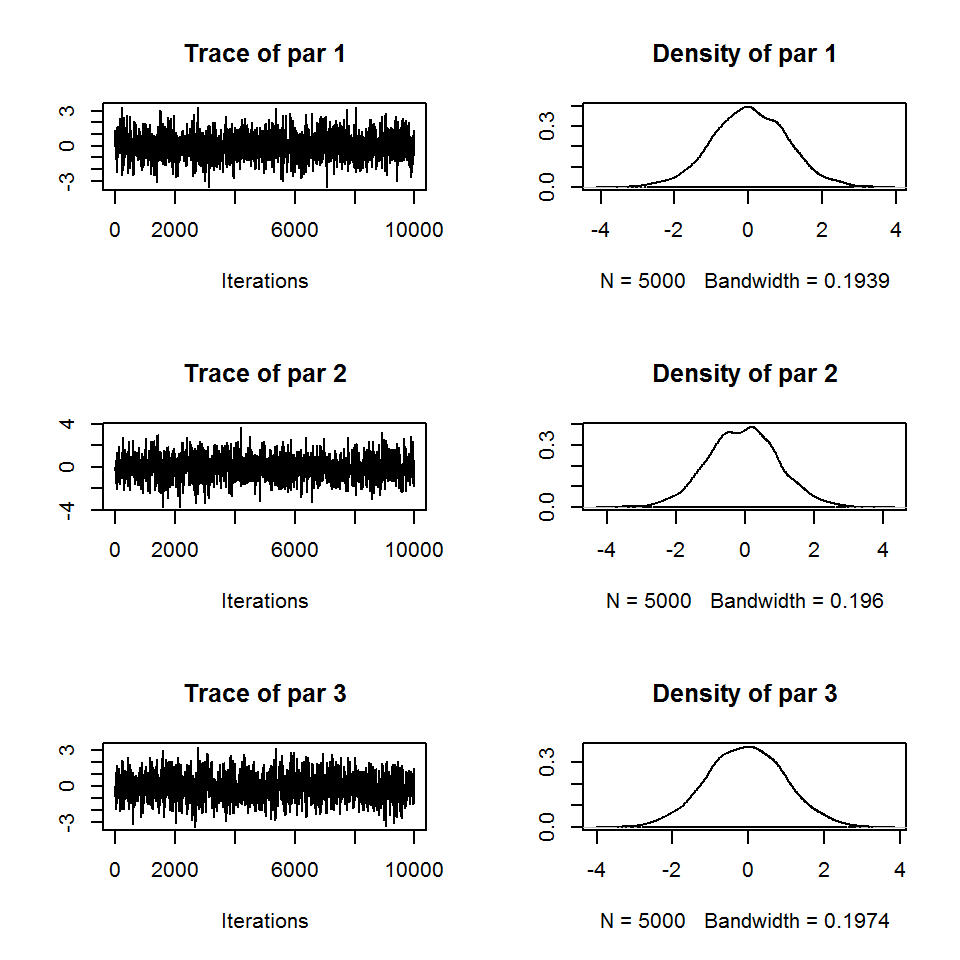 Trace of par 1
3
0
-3
0 2000 6000 10000
Iterations
Density of par 1
0.3
0.0
-4 -2 0 2 4
N = 5000 Bandwidth = 0.1939
Trace of par 2
4
0
-4
0 2000 6000 10000
Iterations
Density of par 2
0.3
0.0
-4 -2 0 2 4
N = 5000 Bandwidth = 0.196
Trace of par 3
3
0
-3
0 2000 6000 10000
Iterations
Density of par 3
0.3
0.0
-4 -2 0 2 4
N = 5000 Bandwidth = 0.1974